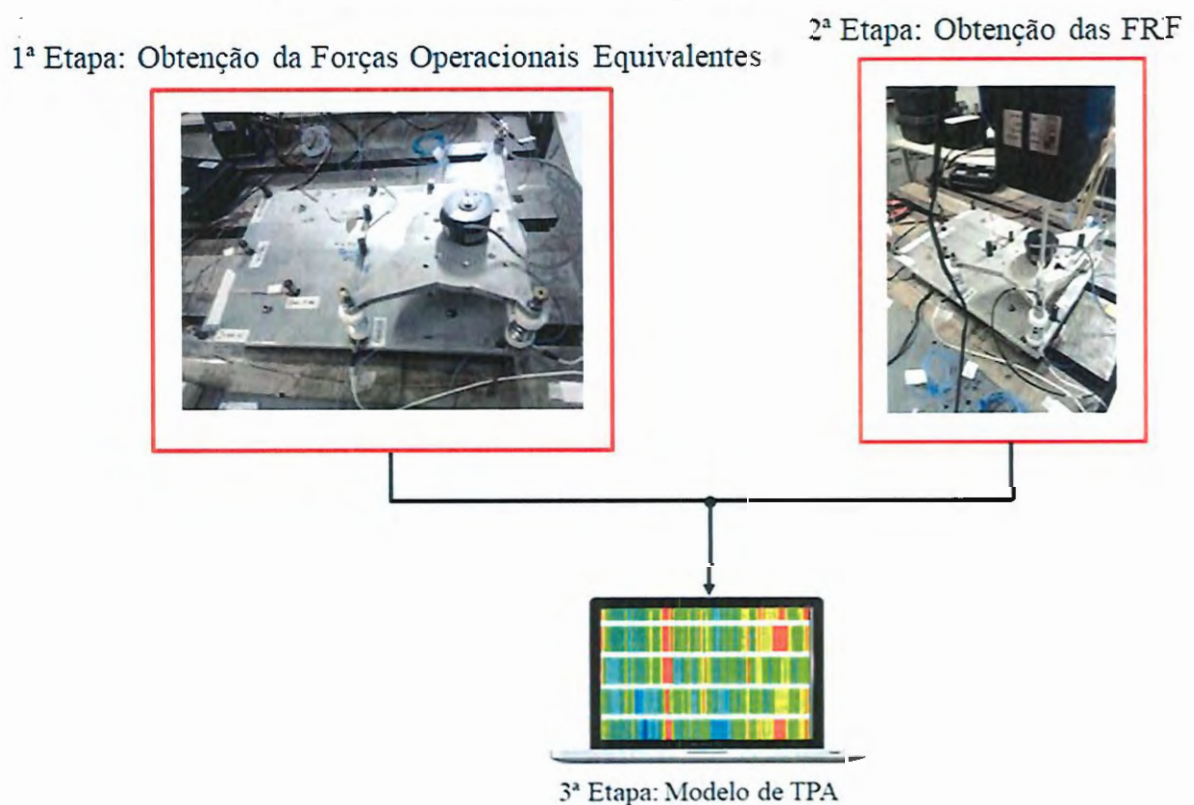 1ª Etapa: Obtenção da Forças Operacionais Equivalentes
2ª Etapa: Obtenção das FRF
3ª Etapa: Modelo de TPA